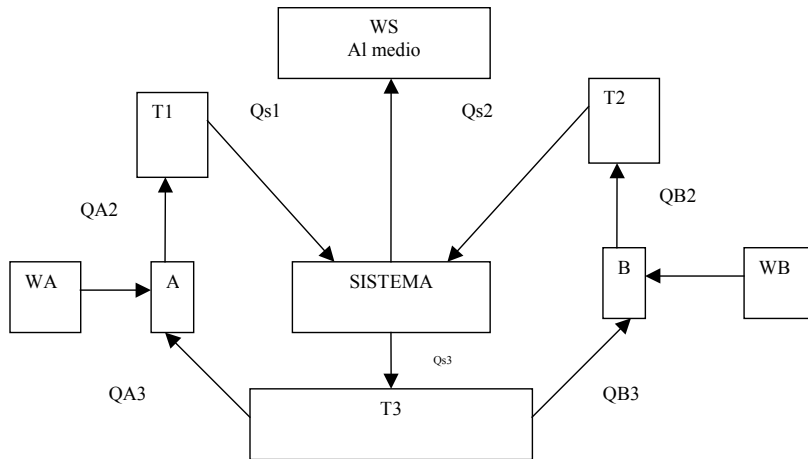 WS
Al medio
T1
Qs1
Qs2
T2
QA2
QB2
WA
A
SISTEMA
B
WB
Qs3
QA3
T3
QB3